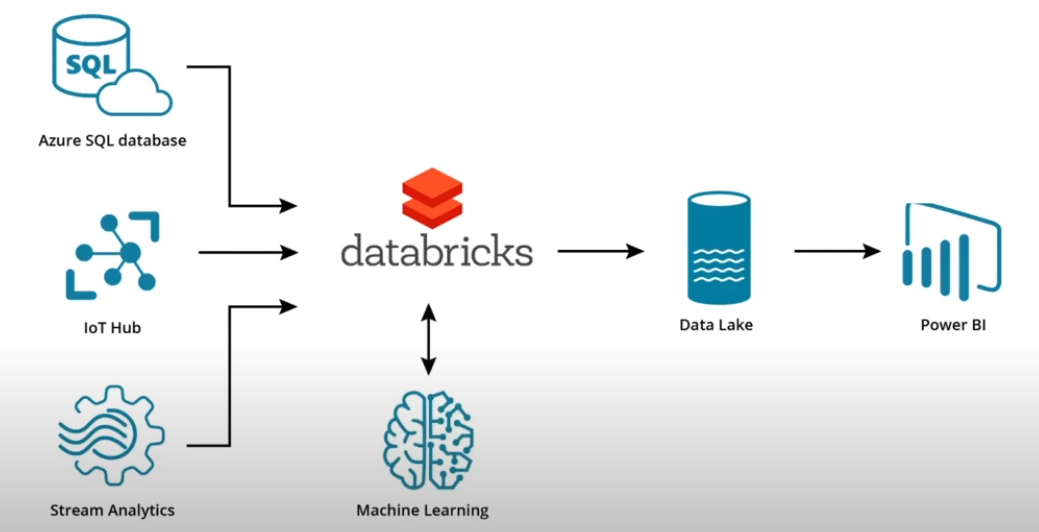 SQL
Azure SQL database
IoT Hub
Stream Analytics
databricks
Machine Learning
Data Lake
Power BI